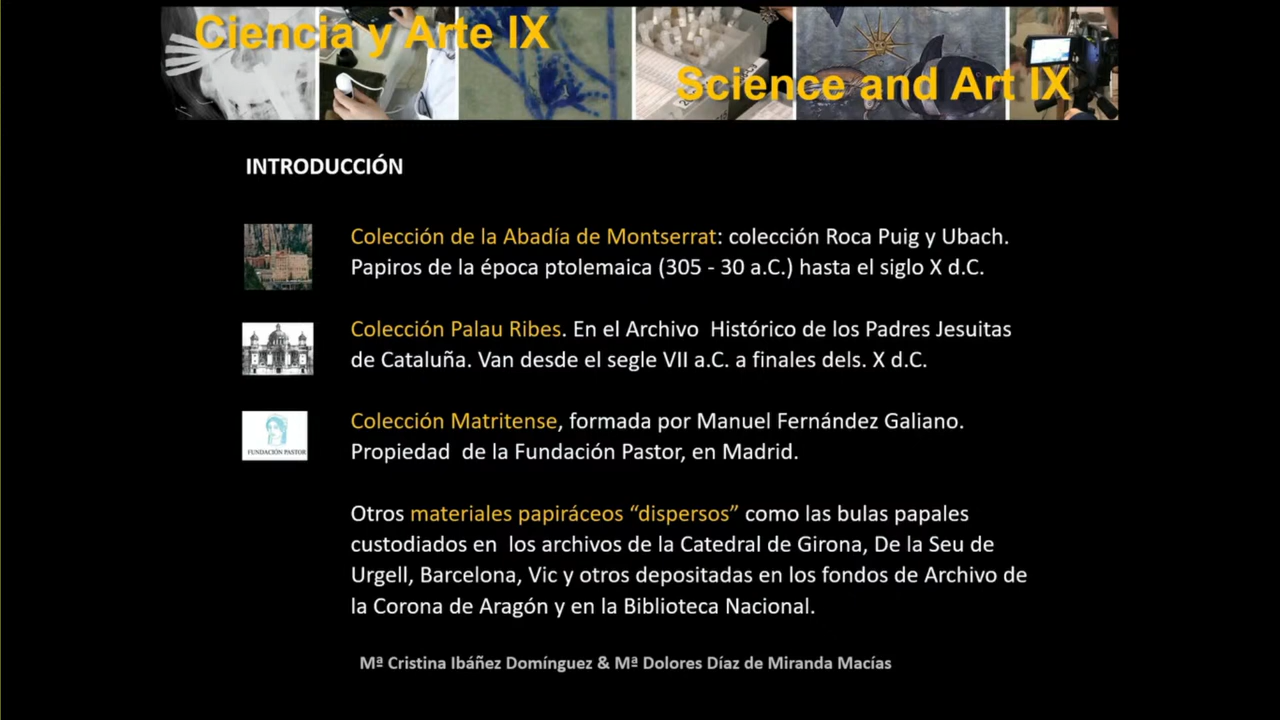 Ciencia y Arte IX
Science and Art IX
INTRODUCCIÓN
Colección de la Abadía de Montserrat: colección Roca Puig y Ubach.
Papiros de la época ptolemaica (305 - 30 a.C.) hasta el siglo X d.C.
Colección Palau Ribes. En el Archivo  Histórico de los Padres Jesuitas
de Cataluña. Van desde el segle VII a.C. a finales dels. X d.C.
FUNDACIÓN PASTOR
Colección Matritense, formada por Manuel Fernández Galiano.
Propiedad  de la Fundación Pastor, en Madrid.
Otros materiales papiráceos “dispersos” como las bulas papales
custodiados en  los archivos de la Catedral de Girona, De la Seu de
Urgell, Barcelona, Vic y otros depositadas en los fondos de Archivo de
la Corona de Aragón y en la Biblioteca Nacional.
Mª Cristina Ibáñez Domínguez & Mª Dolores Díaz de Miranda Macías